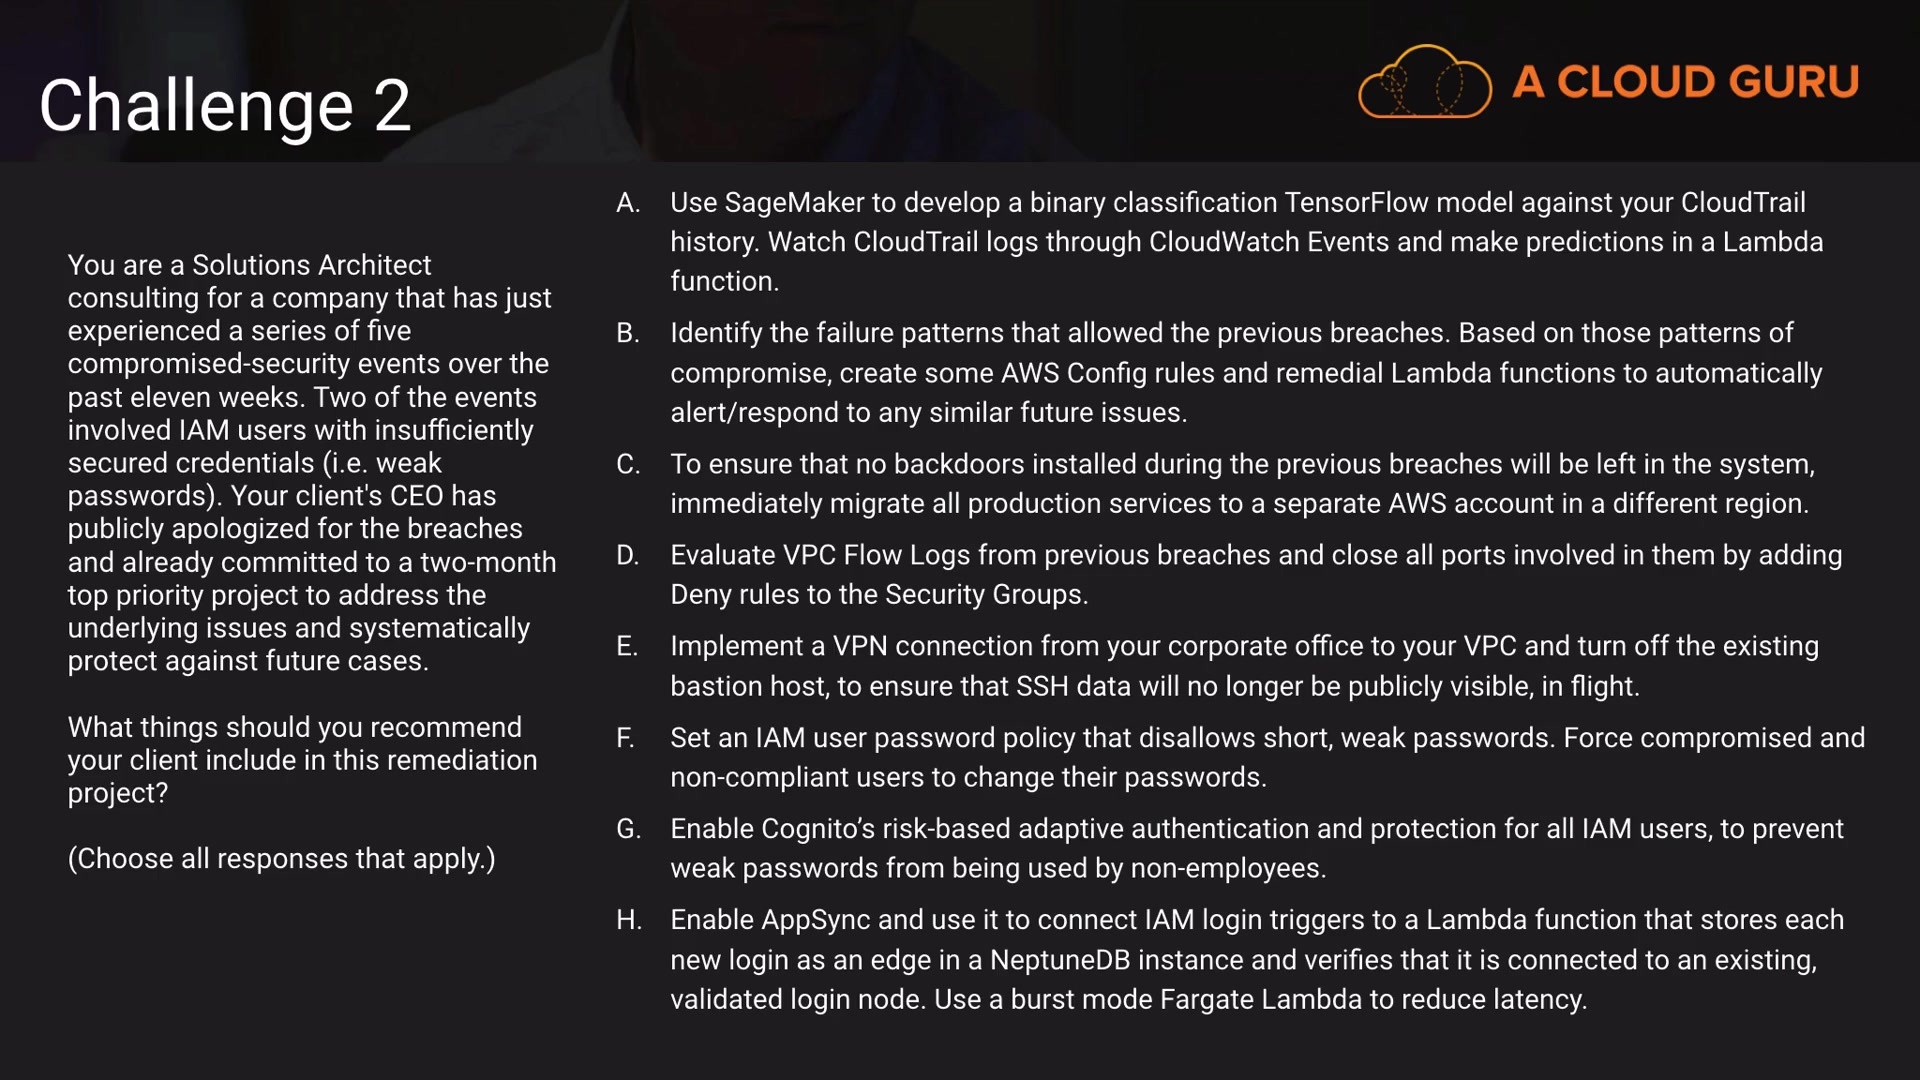 Challenge 2
A CLOUD GURU
You are a Solutions Architect
consulting for a company that has just
experienced a series of five
compromised-security events over the
past eleven weeks. Two of the events
involved IAM users with insufficiently
secured credentials (i.e. weak
passwords). Your client's CEO has
publicly apologized for the breaches
and already committed to a two-month
top priority project to address the
underlying issues and systematically
protect against future cases.
What things should you recommend
your client include in this remediation
project?
(Choose all responses that apply.)
A. Use SageMaker to develop a binary classification TensorFlow model against your CloudTrail
history. Watch CloudTrail logs through CloudWatch Events and make predictions in a Lambda
function.
B. Identify the failure patterns that allowed the previous breaches. Based on those patterns of
compromise, create some AWS Config rules and remedial Lambda functions to automatically
alert/respond to any similar future issues.
C. To ensure that no backdoors installed during the previous breaches will be left in the system,
immediately migrate all production services to a separate AWS account in a different region.
D. Evaluate VPC Flow Logs from previous breaches and close all ports involved in them by adding
Deny rules to the Security Groups.
E. Implement a VPN connection from your corporate office to your VPC and turn off the existing
bastion host, to ensure that SSH data will no longer be publicly visible, in flight.
F. Set an IAM user password policy that disallows short, weak passwords. Force compromised and
non-compliant users to change their passwords.
G. Enable Cognito’s risk-based adaptive authentication and protection for all IAM users, to prevent
weak passwords from being used by non-employees.
H. Enable AppSync and use it to connect IAM login triggers to a Lambda function that stores each
new login as an edge in a NeptuneDB instance and verifies that it is connected to an existing,
validated login node. Use a burst mode Fargate Lambda to reduce latency.